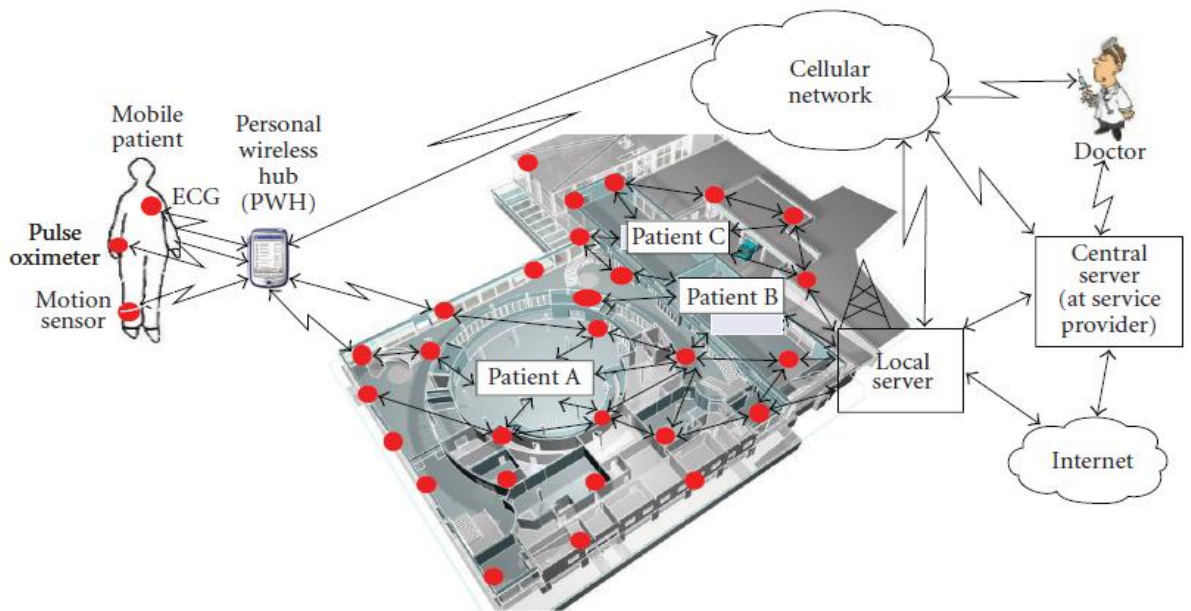 Mobile
patient
ECG
Pulse
oximeter
Motion
sensor
Personal
wireless
hub
(PWH)
Cellular
network
Doctor
Patient C
Patient B
Patient A
Local
server
Central
server
(at service
provider)
Internet